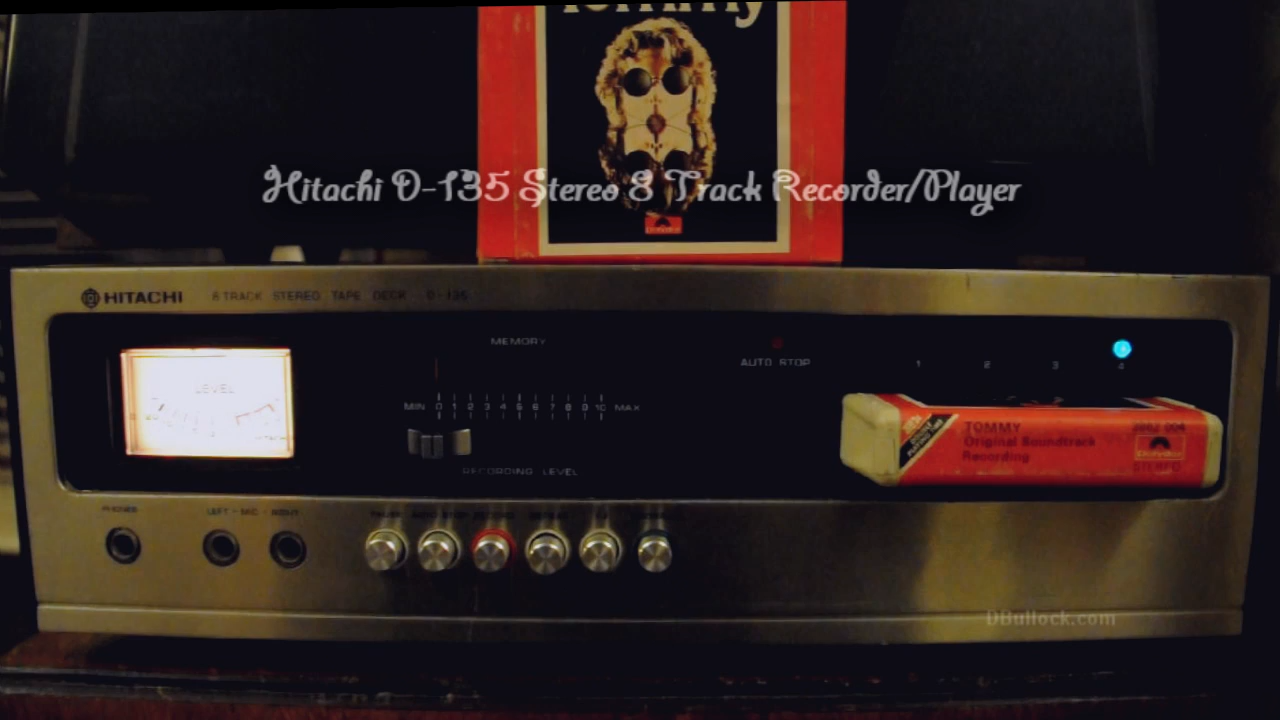 Tommy
Hitachi D-135 Stereo 8 Track Recorder/Player
HITACHI 8 TRACK STEREO TAPE DECK D-135
MEMORY
AUTO STOP
1 2 3 4
LEVEL
MIN 0 1 2 3 4 5 6 7 8 9 10 MAX
RECORDING LEVEL
TOMMY
Original Soundtrack
Recording
STEREO
PHONES LEFT - MIC - RIGHT
DBullock.com